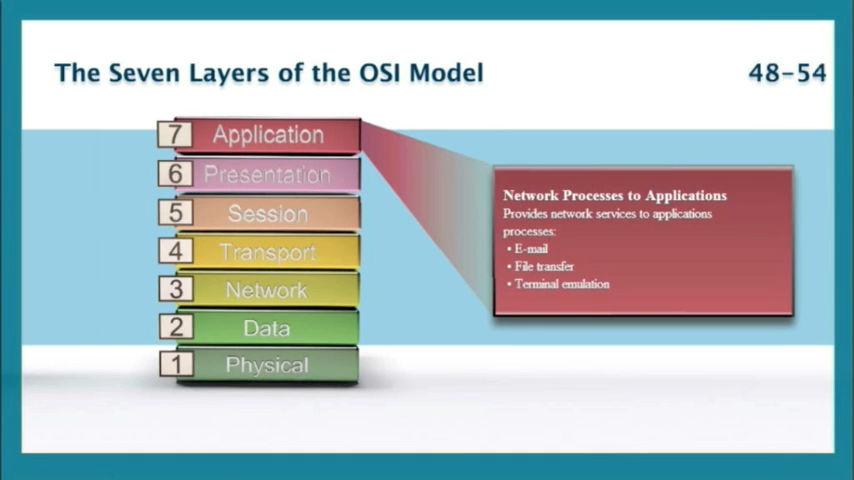 The Seven Layers of the OSI Model
48-54
7 Application
6 Presentation
5 Session
4 Transport
3 Network
2 Data
1 Physical
Network Processes to Applications
Provides network services to applications
processes:
• E-mail
• File transfer
• Terminal emulation